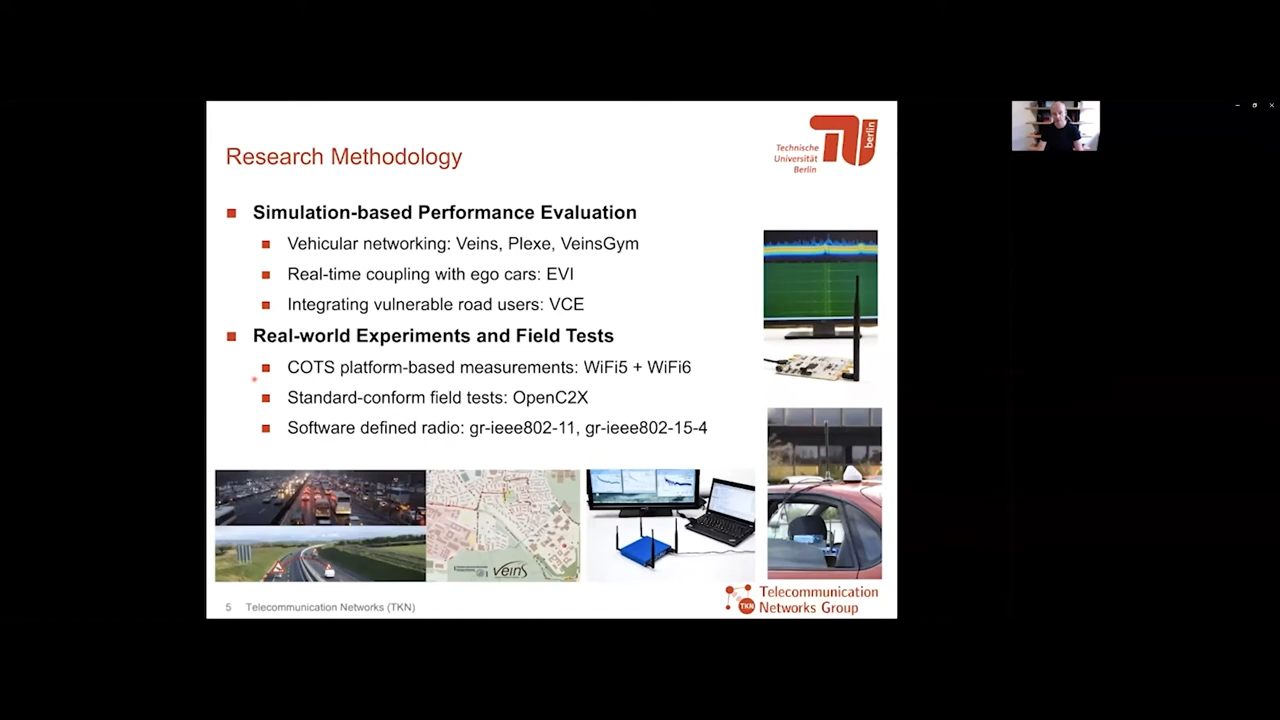 Research Methodology
Technische
Universität
Berlin
berlin
Simulation-based Performance Evaluation
Vehicular networking: Veins, Plexe, VeinsGym
Real-time coupling with ego cars: EVI
Integrating vulnerable road users: VCE
Real-world Experiments and Field Tests
COTS platform-based measurements: WiFi5 + WiFi6
Standard-conform field tests: OpenC2X
Software defined radio: gr-ieee802-11, gr-ieee802-15-4
veins
5 Telecommunication Networks (TKN)
TKN
Telecommunication
Networks Group